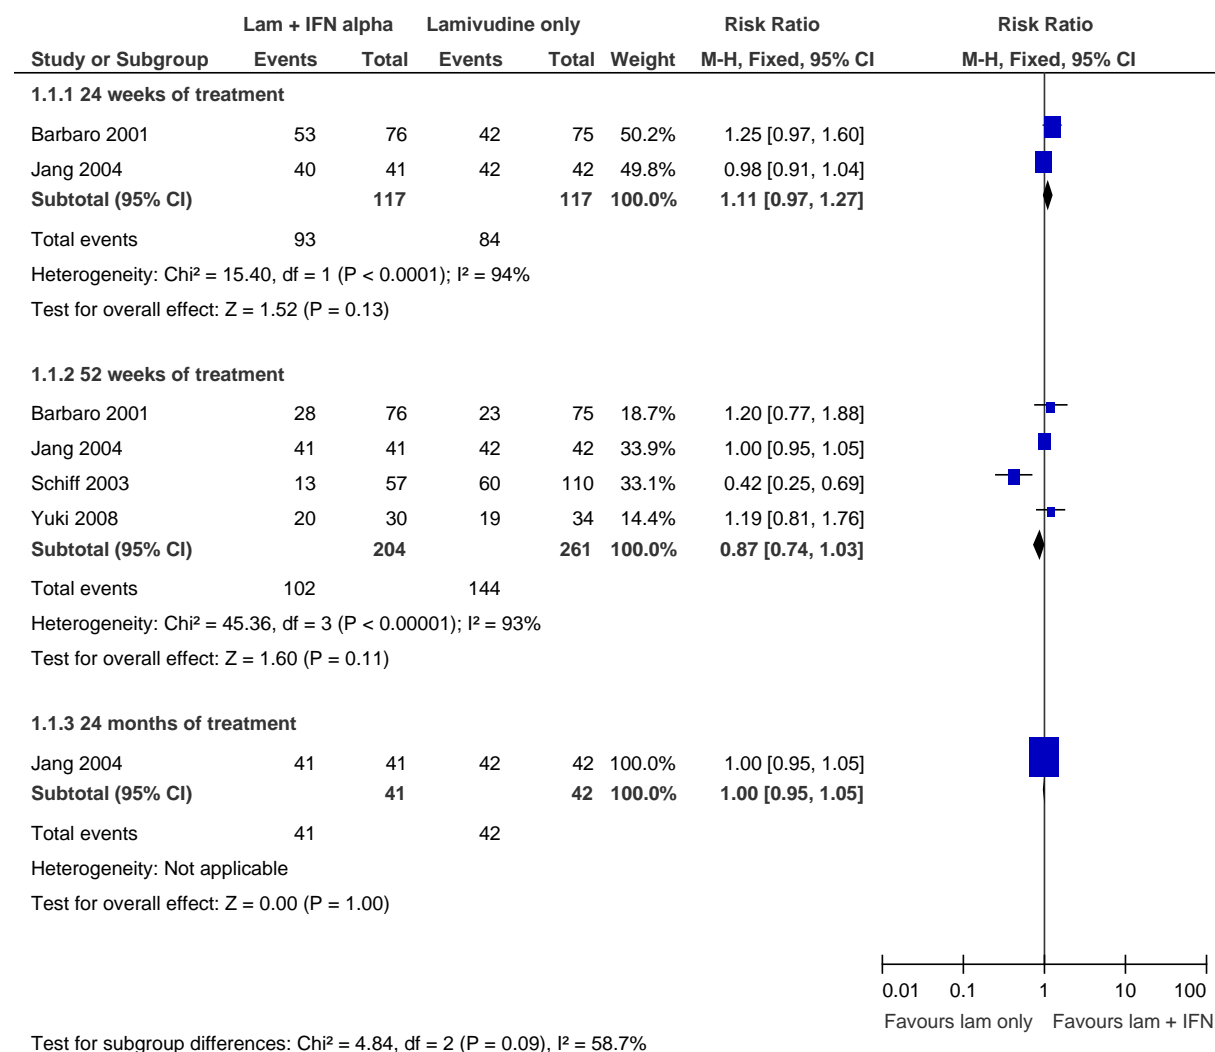 Lam + IFN alpha Lamivudine only Risk Ratio Risk Ratio
Study or Subgroup Events Total Events Total Weight M-H, Fixed, 95% CI M-H, Fixed, 95% CI
1.1.1 24 weeks of treatment
Barbaro 2001 53 76 42 75 50.2% 1.25 [0.97, 1.60]
Jang 2004 40 41 42 42 49.8% 0.98 [0.91, 1.04]
Subtotal (95% CI) 117 117 100.0% 1.11 [0.97, 1.27]
Total events 93 84
Heterogeneity: Chi² = 15.40, df = 1 (P < 0.0001); I² = 94%
Test for overall effect: Z = 1.52 (P = 0.13)
1.1.2 52 weeks of treatment
Barbaro 2001 28 76 23 75 18.7% 1.20 [0.77, 1.88]
Jang 2004 41 41 42 42 33.9% 1.00 [0.95, 1.05]
Schiff 2003 13 57 60 110 33.1% 0.42 [0.25, 0.69]
Yuki 2008 20 30 19 34 14.4% 1.19 [0.81, 1.76]
Subtotal (95% CI) 204 261 100.0% 0.87 [0.74, 1.03]
Total events 102 144
Heterogeneity: Chi² = 45.36, df = 3 (P < 0.00001); I² = 93%
Test for overall effect: Z = 1.60 (P = 0.11)
1.1.3 24 months of treatment
Jang 2004 41 41 42 42 100.0% 1.00 [0.95, 1.05]
Subtotal (95% CI) 41 42 100.0% 1.00 [0.95, 1.05]
Total events 41 42
Heterogeneity: Not applicable
Test for overall effect: Z = 0.00 (P = 1.00)
0.01 0.1 1 10 100
Favours lam only Favours lam + IFN
Test for subgroup differences: Chi² = 4.84, df = 2 (P = 0.09), I² = 58.7%